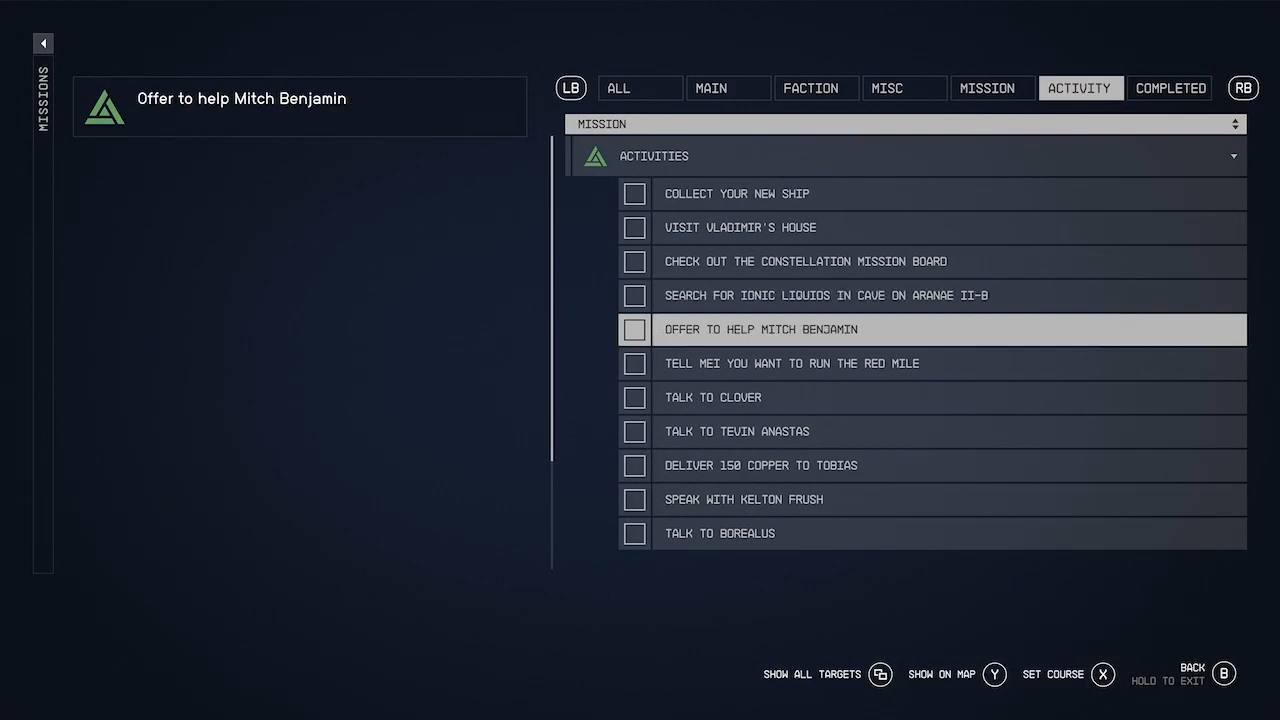 MISSIONS
Offer to help Mitch Benjamin
LB ALL MAIN FACTION MISC MISSION ACTIVITY COMPLETED RB
MISSION
ACTIVITIES
COLLECT YOUR NEW SHIP
VISIT VLADIMIR'S HOUSE
CHECK OUT THE CONSTELLATION MISSION BOARD
SEARCH FOR IONIC LIQUIDS IN CAVE ON ARANAE II-B
OFFER TO HELP MITCH BENJAMIN
TELL MEI YOU WANT TO RUN THE RED MILE
TALK TO CLOVER
TALK TO TEVIN ANASTAS
DELIVER 150 COPPER TO TOBIAS
SPEAK WITH KELTON FRUSH
TALK TO BOREALUS
SHOW ALL TARGETS SHOW ON MAP Y SET COURSE X BACK B
HOLD TO EXIT